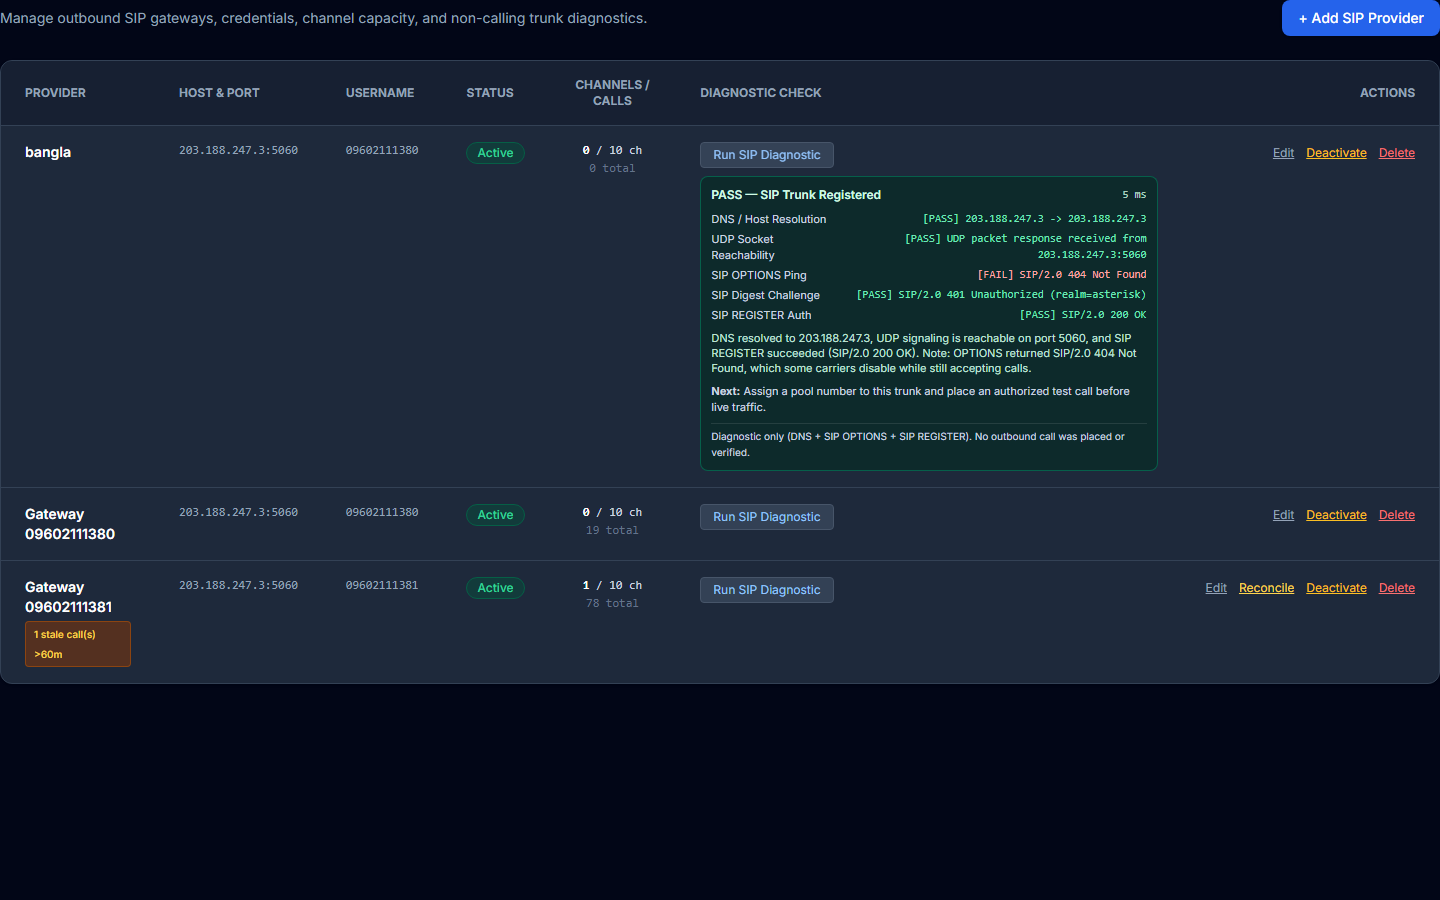 Manage outbound SIP gateways, credentials, channel capacity, and non-calling trunk diagnostics.
+ Add SIP Provider
PROVIDER
HOST & PORT
USERNAME
STATUS
CHANNELS /
CALLS
DIAGNOSTIC CHECK
ACTIONS
bangla
203.188.247.3:5060
09602111380
Active
0 / 10 ch
0 total
Run SIP Diagnostic
Edit Deactivate Delete
PASS — SIP Trunk Registered 5 ms
DNS / Host Resolution [PASS] 203.188.247.3 -> 203.188.247.3
UDP Socket
Reachability
[PASS] UDP packet response received from
203.188.247.3:5060
SIP OPTIONS Ping [FAIL] SIP/2.0 404 Not Found
SIP Digest Challenge [PASS] SIP/2.0 401 Unauthorized (realm=asterisk)
SIP REGISTER Auth [PASS] SIP/2.0 200 OK
DNS resolved to 203.188.247.3, UDP signaling is reachable on port 5060, and SIP
REGISTER succeeded (SIP/2.0 200 OK). Note: OPTIONS returned SIP/2.0 404 Not
Found, which some carriers disable while still accepting calls.
Next: Assign a pool number to this trunk and place an authorized test call before
live traffic.
Diagnostic only (DNS + SIP OPTIONS + SIP REGISTER). No outbound call was placed or
verified.
Gateway
09602111380
203.188.247.3:5060
09602111380
Active
0 / 10 ch
19 total
Run SIP Diagnostic
Edit Deactivate Delete
Gateway
09602111381
1 stale call(s)
>60m
203.188.247.3:5060
09602111381
Active
1 / 10 ch
78 total
Run SIP Diagnostic
Edit Reconcile Deactivate Delete